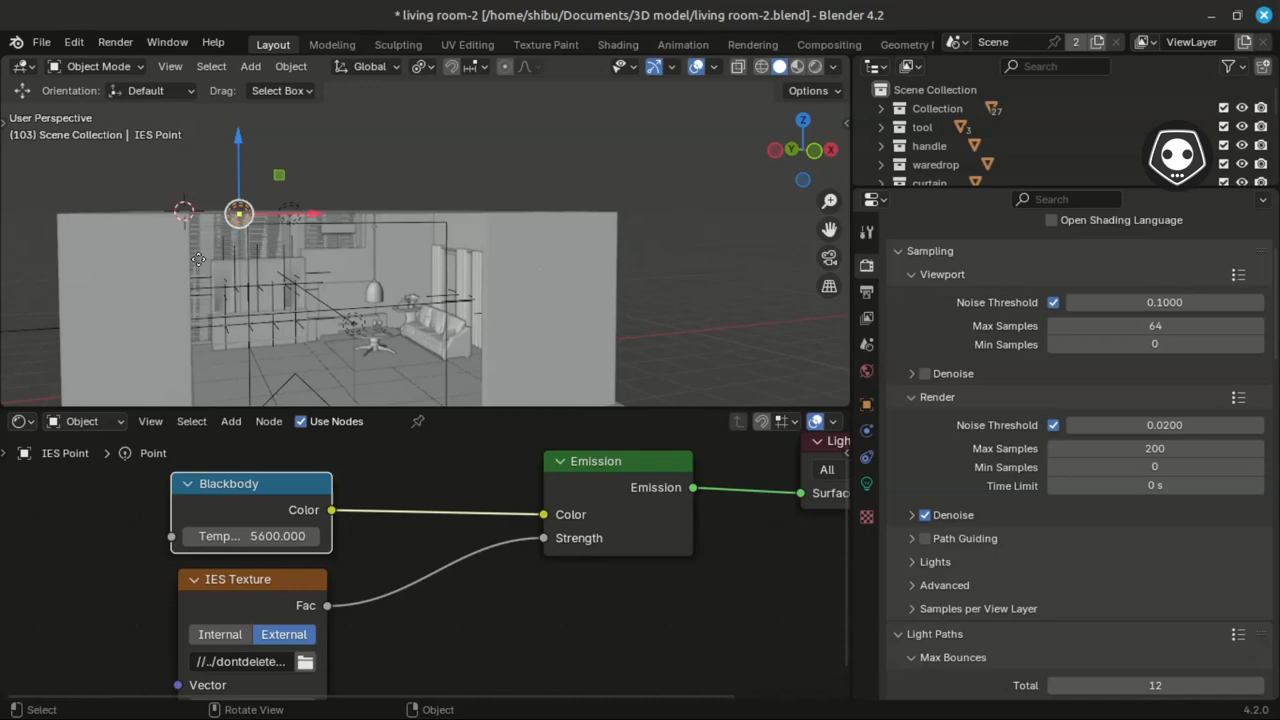 * living room-2 [/home/shibu/Documents/3D model/living room-2.blend] - Blender 4.2
File Edit Render Window Help Layout Modeling Sculpting UV Editing Texture Paint Shading Animation Rendering Compositing Geometry Scene 2 ViewLayer
Object Mode View Select Add Object Global Search
Orientation: Default Drag: Select Box Options
Scene Collection
Collection 27
tool 3
handle
waredrop
curtain
User Perspective
(103) Scene Collection | IES Point
Z
Y X
Search
Open Shading Language
Sampling
Viewport
Noise Threshold 0.1000
Max Samples 64
Min Samples 0
Denoise
Render
Noise Threshold 0.0200
Max Samples 200
Min Samples 0
Time Limit 0 s
Denoise
Path Guiding
Lights
Advanced
Samples per View Layer
Light Paths
Max Bounces
Total 12
Object View Select Add Node Use Nodes
IES Point Point
Blackbody
Color
Temp... 5600.000
IES Texture
Fac
Internal External
//../dontdelete...
Vector
Emission
Emission
Color
Strength
Ligh
All
Surfac
Select Rotate View Object 4.2.0